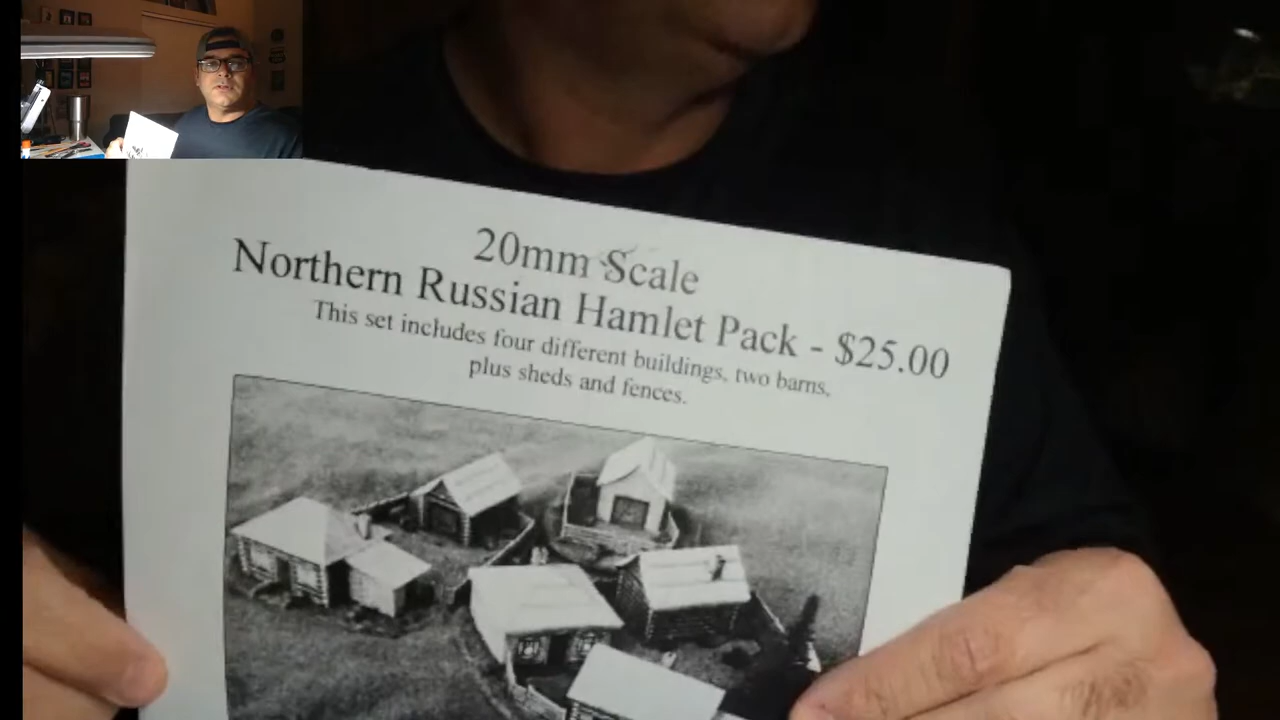 20mm Scale
Northern Russian Hamlet Pack - $25.00
This set includes four different buildings, two barns,
plus sheds and fences.